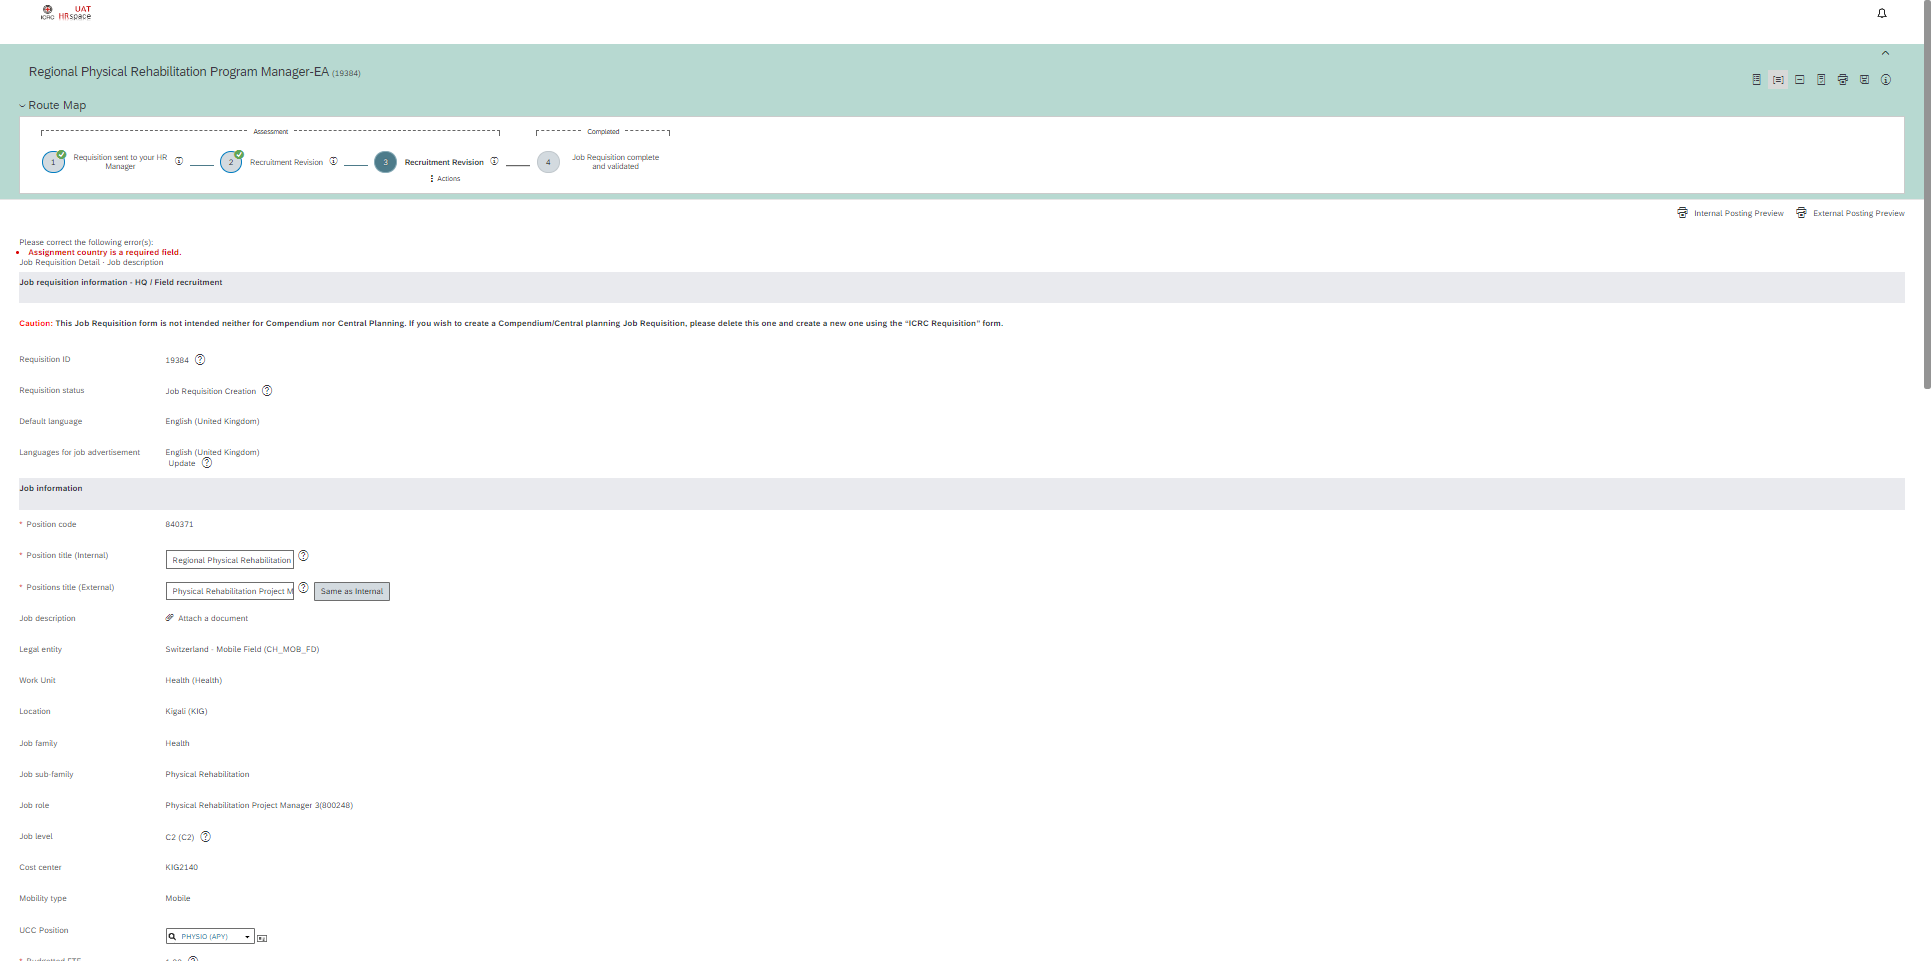 UAT
ICRC HRspace
Regional Physical Rehabilitation Program Manager-EA (19384)
Route Map
Assessment
Completed
1
Requisition sent to your HR Manager
2
Recruitment Revision
3
Recruitment Revision
Actions
4
Job Requisition complete and validated
Internal Posting Preview
External Posting Preview
Please correct the following error(s):
Assignment country is a required field.
Job Requisition Detail - Job description
Job requisition information - HQ / Field recruitment
Caution: This Job Requisition form is not intended neither for Compendium nor Central Planning. If you wish to create a Compendium/Central planning Job Requisition, please delete this one and create a new one using the "ICRC Requisition" form.
Requisition ID 19384
Requisition status Job Requisition Creation
Default language English (United Kingdom)
Languages for job advertisement English (United Kingdom)
Update
Job information
* Position code 840371
* Position title (Internal) Regional Physical Rehabilitation
* Positions title (External) Physical Rehabilitation Project M Same as Internal
Job description Attach a document
Legal entity Switzerland - Mobile Field (CH_MOB_FD)
Work Unit Health (Health)
Location Kigali (KIG)
Job family Health
Job sub-family Physical Rehabilitation
Job role Physical Rehabilitation Project Manager 3(800248)
Job level C2 (C2)
Cost center KIG2140
Mobility type Mobile
UCC Position PHYSIO (APY)
* Budgetted FTE 1.00